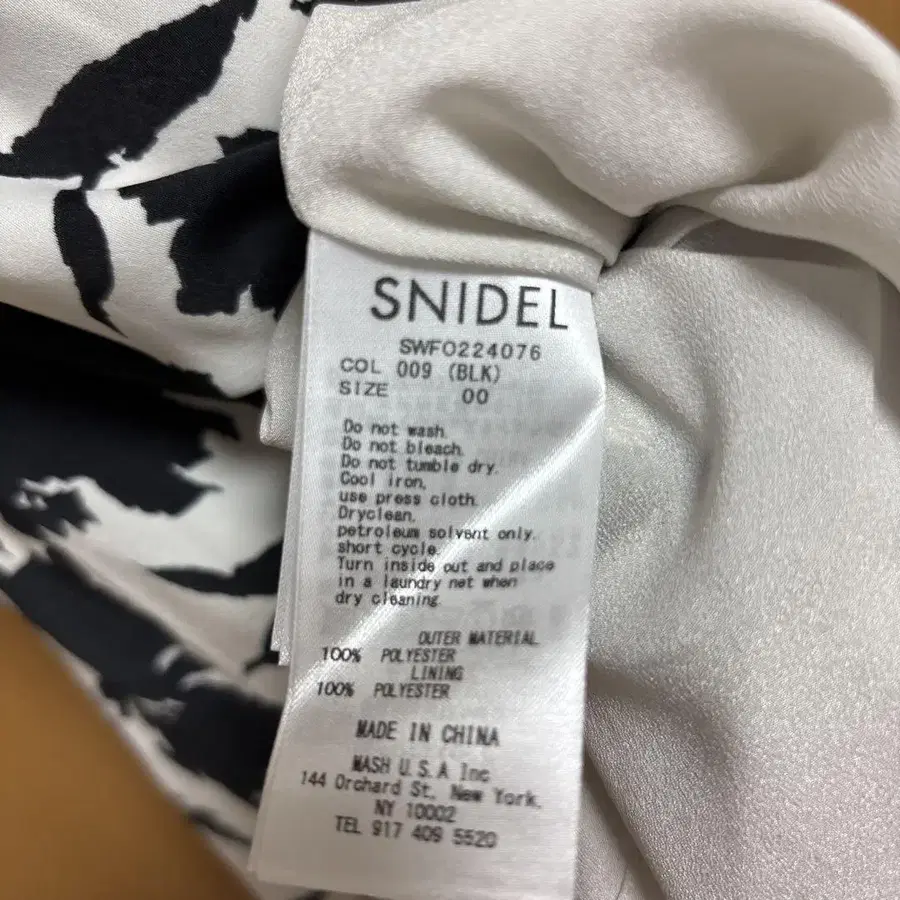 SNIDEL
SWFO224076
COL 009 (BLK)
SIZE 00
Do not wash.
Do not bleach.
Do not tumble dry.
Cool iron,
use press cloth.
Dryclean,
petroleum solvent only.
short cycle.
Turn inside out and place
in a laundry net when
dry cleaning.
OUTER MATERIAL
100% POLYESTER
LINING
100% POLYESTER
MADE IN CHINA
MASH U.S.A Inc
144 Orchard St. New York,
NY 10002
TEL 917 409 5520